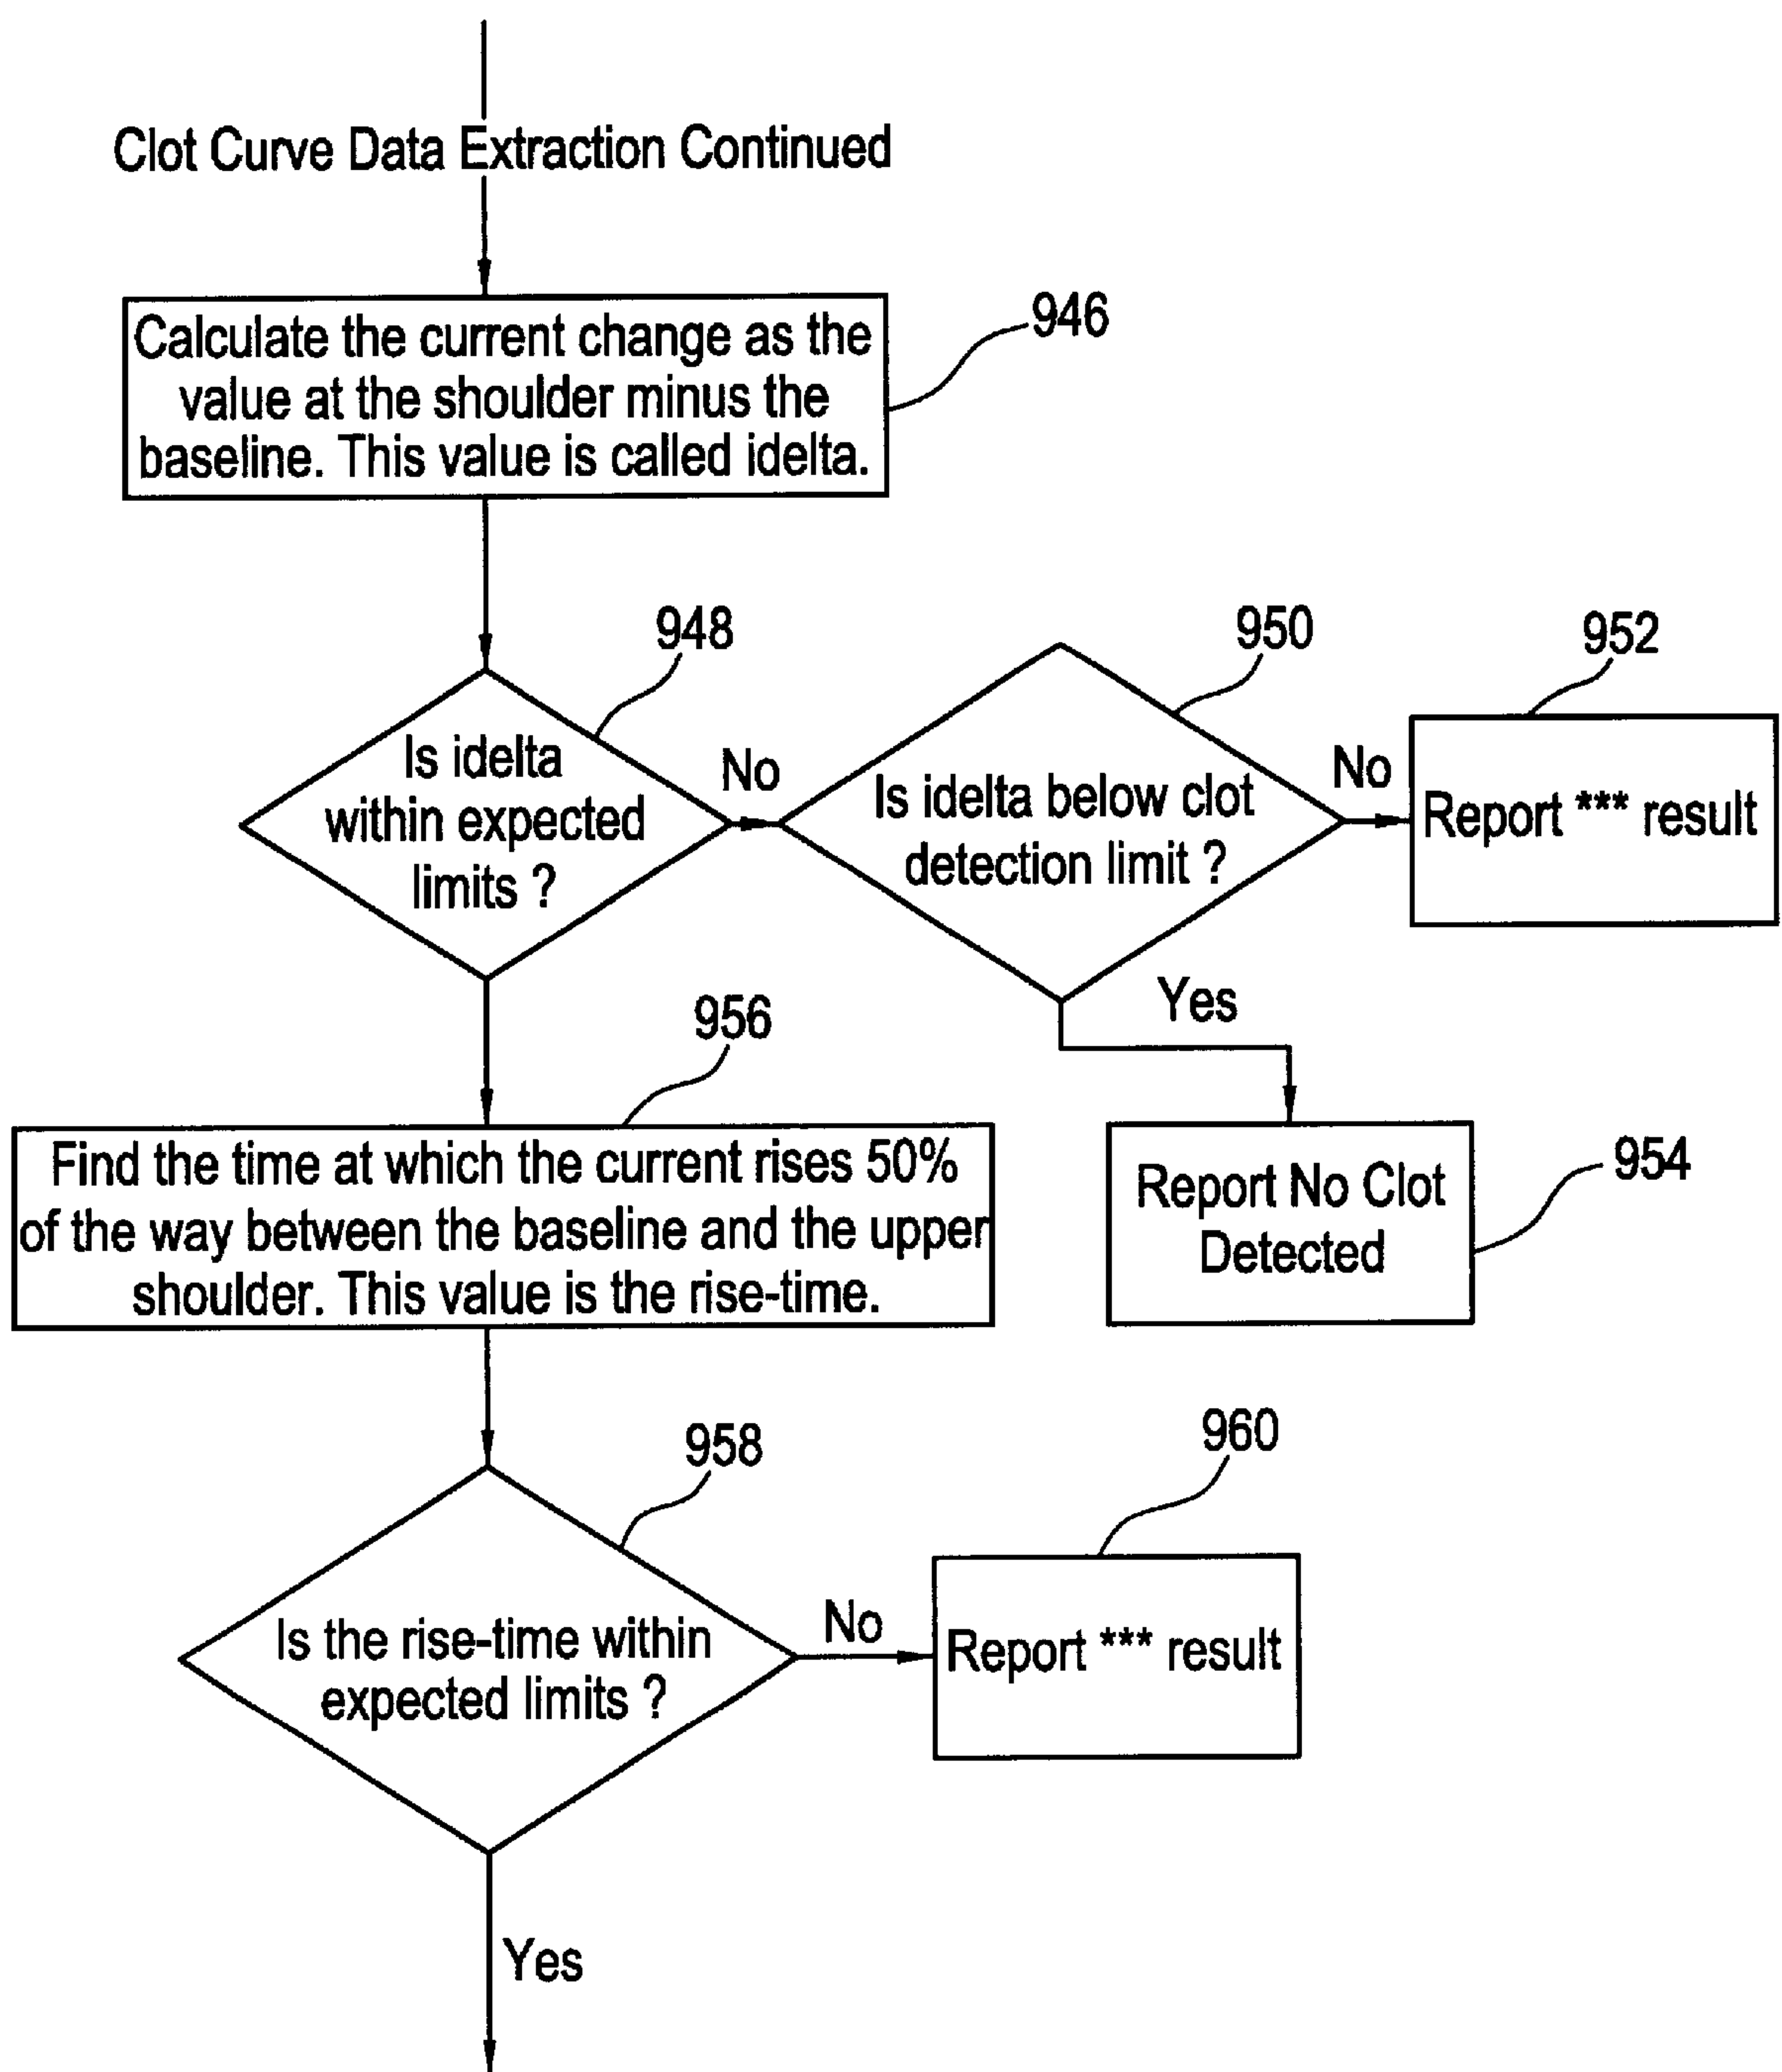 Clot Curve Data Extraction Continued
Calculate the current change as the
value at the shoulder minus the
baseline. This value is called idelta.
946
948
Is idelta
within expected
limits ?
No
950
Is idelta below clot
detection limit ?
No
952
Report *** result
Yes
954
Report No Clot
Detected
956
Find the time at which the current rises 50%
of the way between the baseline and the upper
shoulder. This value is the rise-time.
958
Is the rise-time within
expected limits ?
No
960
Report *** result
Yes